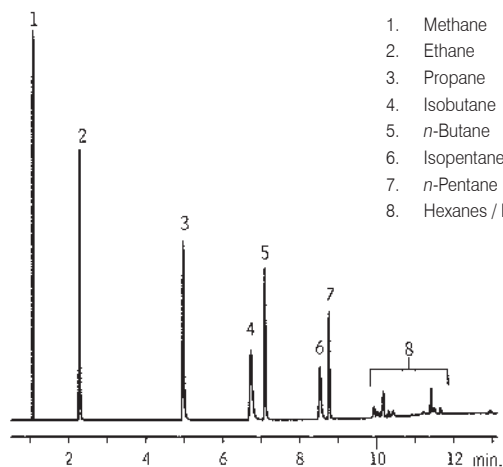 1
2
3
4
5
6
7
8
1. Methane
2. Ethane
3. Propane
4. Isobutane
5. n-Butane
6. Isopentane
7. n-Pentane
8. Hexanes /
2 4 6 8 10 12 min.